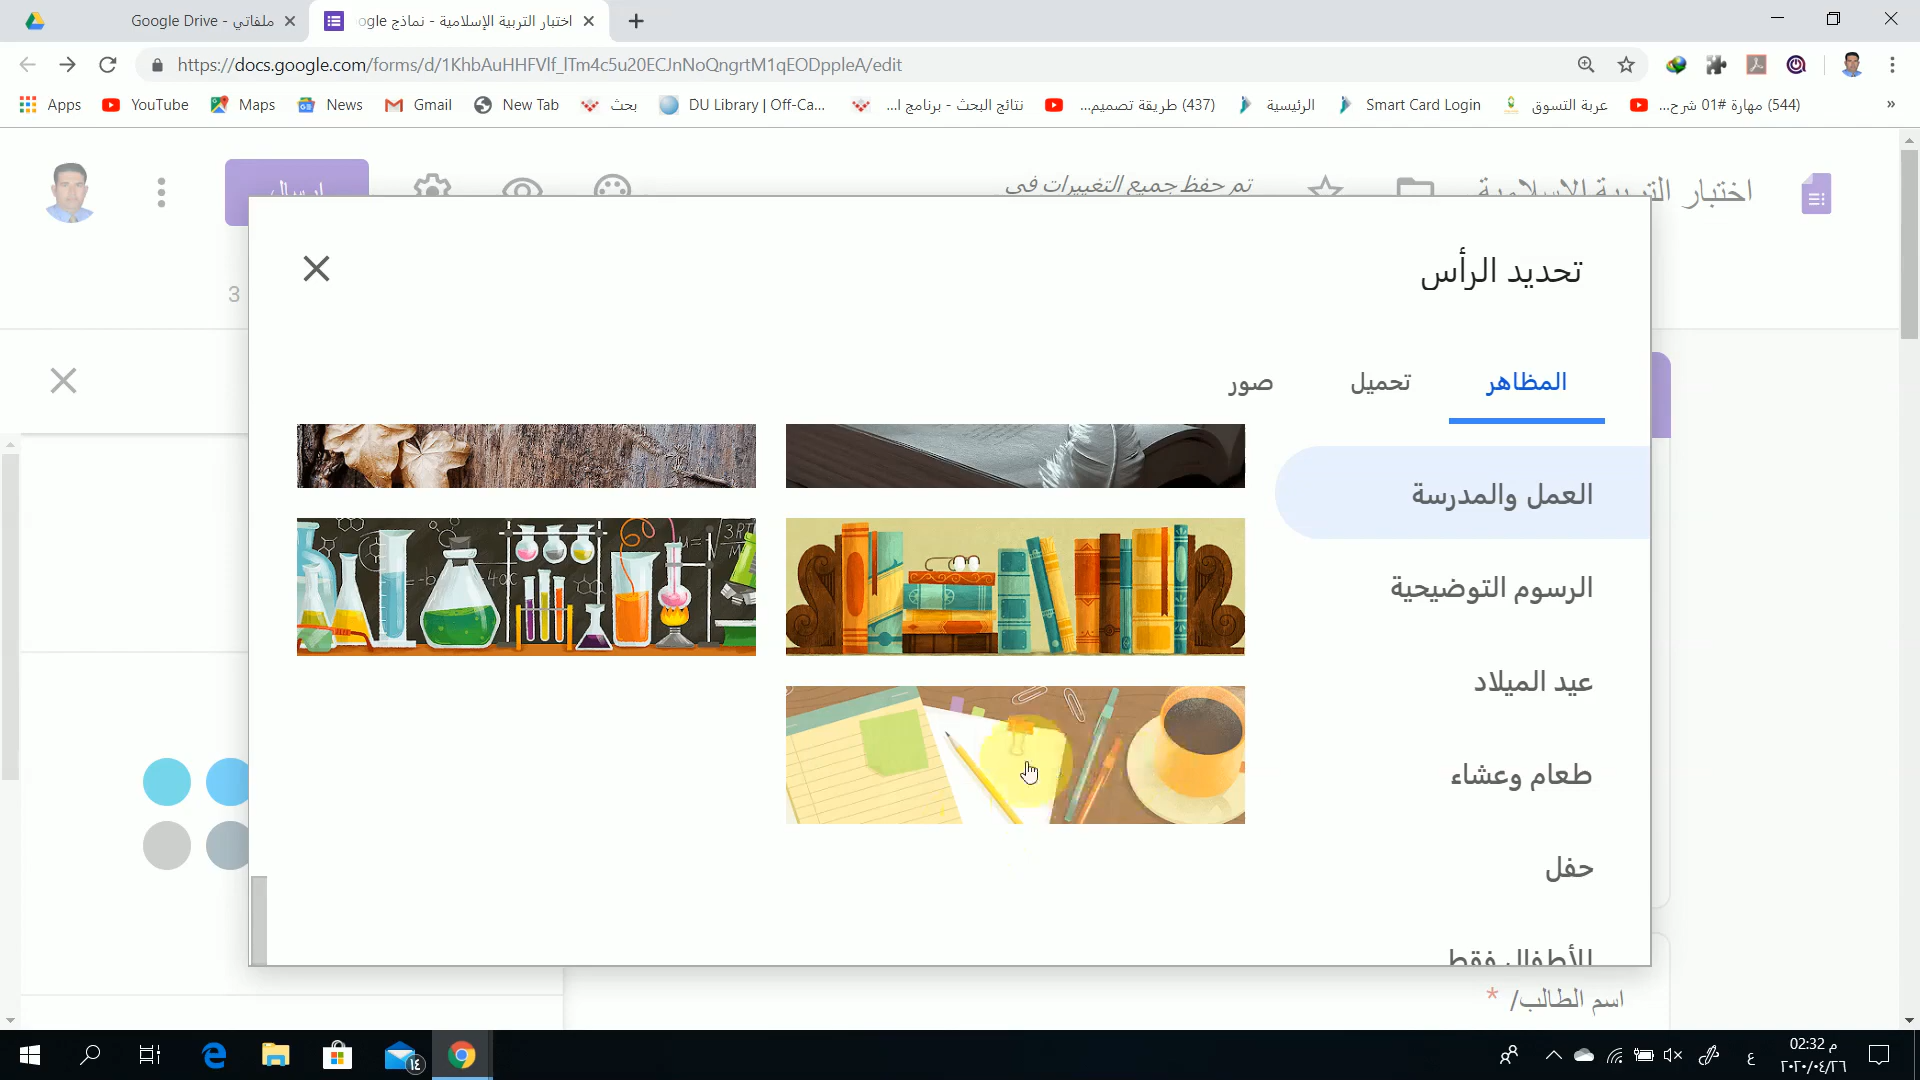 ملفاتي - Google Drive
اختبار التربية الإسلامية - نماذج ogle
https://docs.google.com/forms/d/1KhbAuHHFVlf_lTm4c5u20ECJnNoQngrtM1qEODppleA/edit
Apps
YouTube
Maps
News
Gmail
New Tab
بحث
DU Library | Off-Ca...
نتائج البحث - برنامج ا...
(437) طريقة تصميم...
الرئيسية
Smart Card Login
عربة التسوق
(544) مهارة #01 شرح...
»
اختبار التربية الإسلامية
تم حفظ جميع التغييرات في
إرسال
3
تحديد الرأس
المظاهر
تحميل
صور
العمل والمدرسة
الرسوم التوضيحية
عيد الميلاد
طعام وعشاء
حفل
للأطفال فقط
اسم الطالب/ *
١٤
ع
02:32 م
٢٠٢٠/٠٤/٢٦